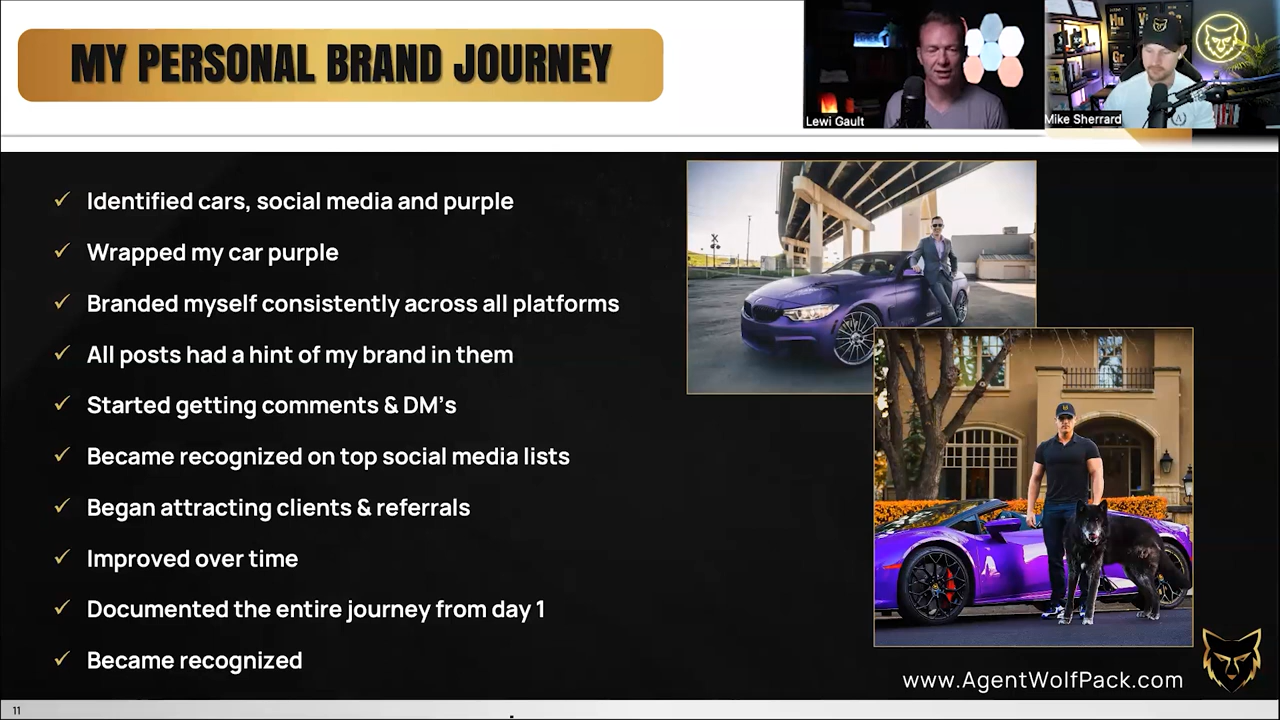 MY PERSONAL BRAND JOURNEY
Lewi Gault
Mike Sherrard
Hu
Gr
✓ Identified cars, social media and purple
✓ Wrapped my car purple
✓ Branded myself consistently across all platforms
✓ All posts had a hint of my brand in them
✓ Started getting comments & DM's
✓ Became recognized on top social media lists
✓ Began attracting clients & referrals
✓ Improved over time
✓ Documented the entire journey from day 1
✓ Became recognized
www.AgentWolfPack.com
11